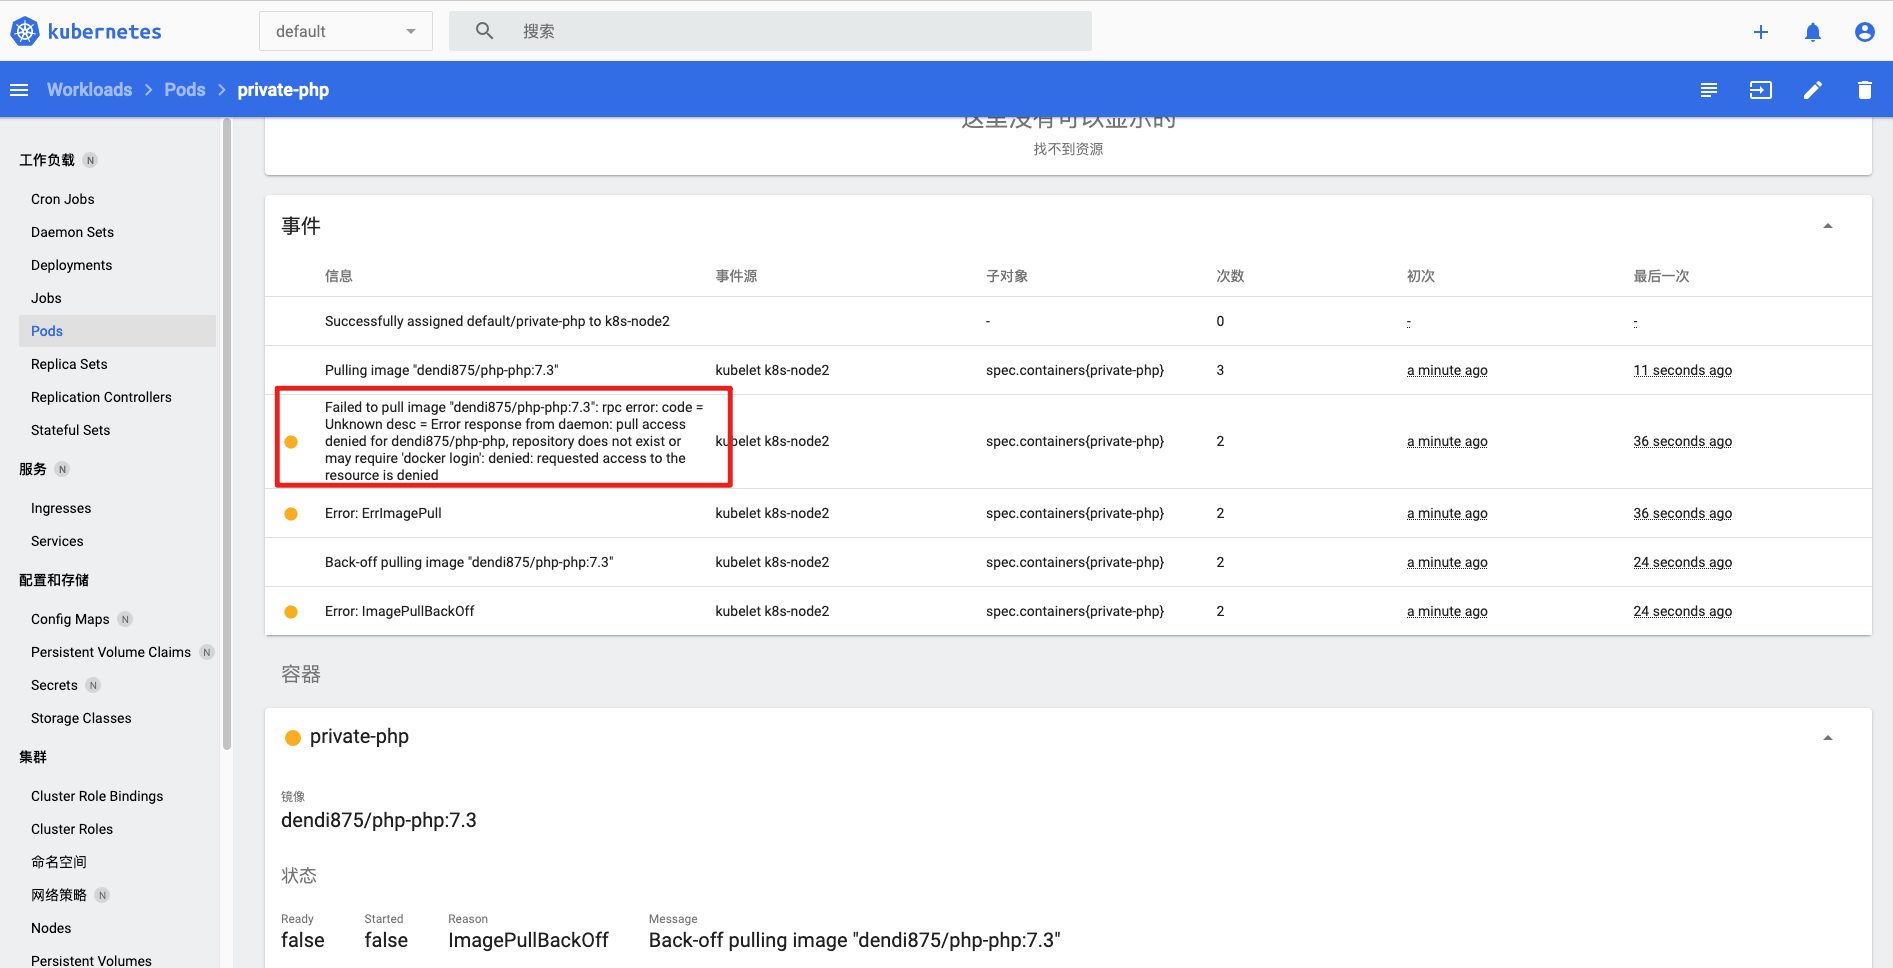 kubernetes
default
搜索
Workloads > Pods > private-php
这里没有可以显示的
找不到资源
工作负载 N
Cron Jobs
Daemon Sets
Deployments
Jobs
Pods
Replica Sets
Replication Controllers
Stateful Sets
服务 N
Ingresses
Services
配置和存储
Config Maps N
Persistent Volume Claims N
Secrets N
Storage Classes
集群
Cluster Role Bindings
Cluster Roles
命名空间
网络策略 N
Nodes
Persistent Volumes
事件
信息 事件源 子对象 次数 初次 最后一次
Successfully assigned default/private-php to k8s-node2 - 0 - -
Pulling image "dendi875/php-php:7.3" kubelet k8s-node2 spec.containers{private-php} 3 a minute ago 11 seconds ago
Failed to pull image "dendi875/php-php:7.3": rpc error: code =
Unknown desc = Error response from daemon: pull access
denied for dendi875/php-php, repository does not exist or kubelet k8s-node2 spec.containers{private-php} 2 a minute ago 36 seconds ago
may require 'docker login': denied: requested access to the
resource is denied
Error: ErrImagePull kubelet k8s-node2 spec.containers{private-php} 2 a minute ago 36 seconds ago
Back-off pulling image "dendi875/php-php:7.3" kubelet k8s-node2 spec.containers{private-php} 2 a minute ago 24 seconds ago
Error: ImagePullBackOff kubelet k8s-node2 spec.containers{private-php} 2 a minute ago 24 seconds ago
容器
private-php
镜像
dendi875/php-php:7.3
状态
Ready Started Reason Message
false false ImagePullBackOff Back-off pulling image "dendi875/php-php:7.3"